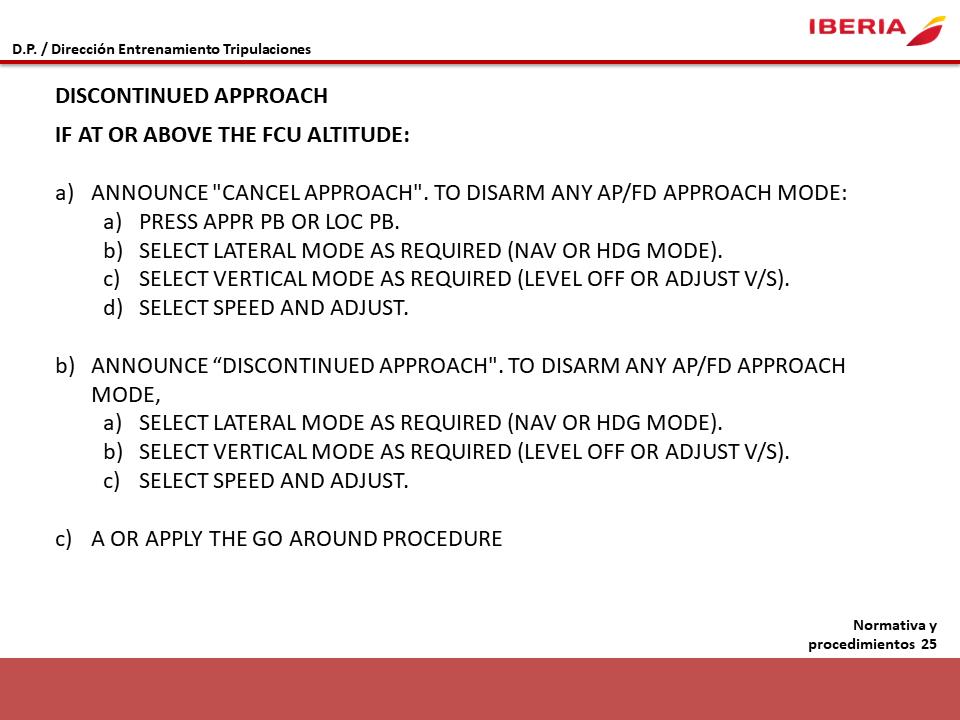 IBERIA
D.P. / Dirección Entrenamiento Tripulaciones
DISCONTINUED APPROACH
IF AT OR ABOVE THE FCU ALTITUDE:
a) ANNOUNCE "CANCEL APPROACH". TO DISARM ANY AP/FD APPROACH MODE:
a) PRESS APPR PB OR LOC PB.
b) SELECT LATERAL MODE AS REQUIRED (NAV OR HDG MODE).
c) SELECT VERTICAL MODE AS REQUIRED (LEVEL OFF OR ADJUST V/S).
d) SELECT SPEED AND ADJUST.
b) ANNOUNCE “DISCONTINUED APPROACH". TO DISARM ANY AP/FD APPROACH
MODE,
a) SELECT LATERAL MODE AS REQUIRED (NAV OR HDG MODE).
b) SELECT VERTICAL MODE AS REQUIRED (LEVEL OFF OR ADJUST V/S).
c) SELECT SPEED AND ADJUST.
c) A OR APPLY THE GO AROUND PROCEDURE
Normativa y
procedimientos 25